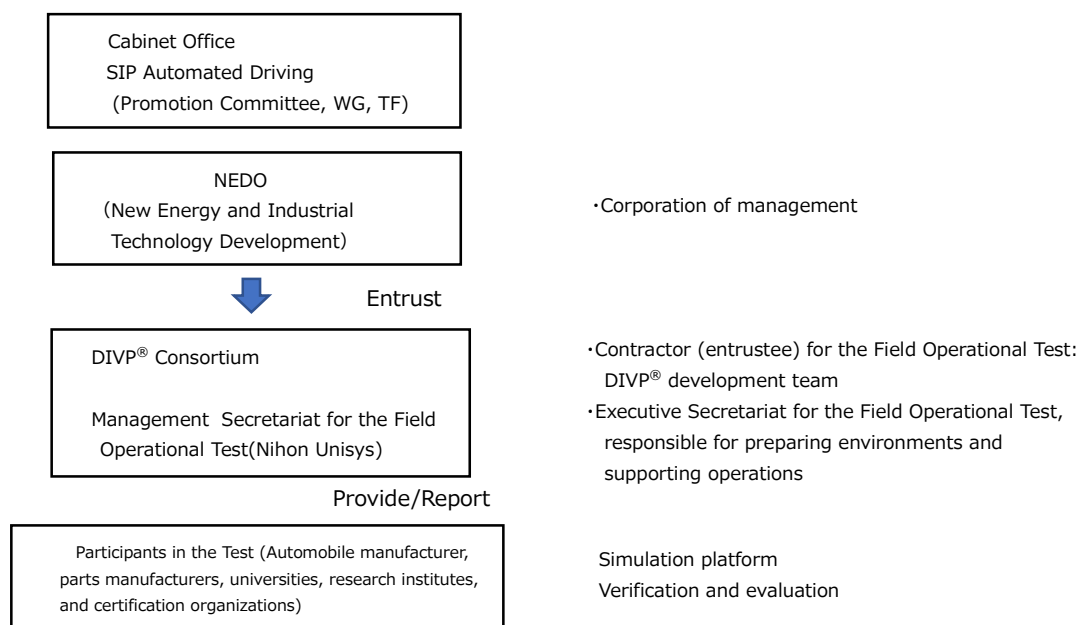 Cabinet Office
SIP Automated Driving
(Promotion Committee, WG, TF)
NEDO
（New Energy and Industrial
Technology Development）
・Corporation of management
Entrust
DIVP® Consortium
Management Secretariat for the Field
Operational Test(Nihon Unisys)
・Contractor (entrustee) for the Field Operational Test:
DIVP® development team
・Executive Secretariat for the Field Operational Test,
responsible for preparing environments and
supporting operations
Provide/Report
Participants in the Test (Automobile manufacturer,
parts manufacturers, universities, research institutes,
and certification organizations)
Simulation platform
Verification and evaluation